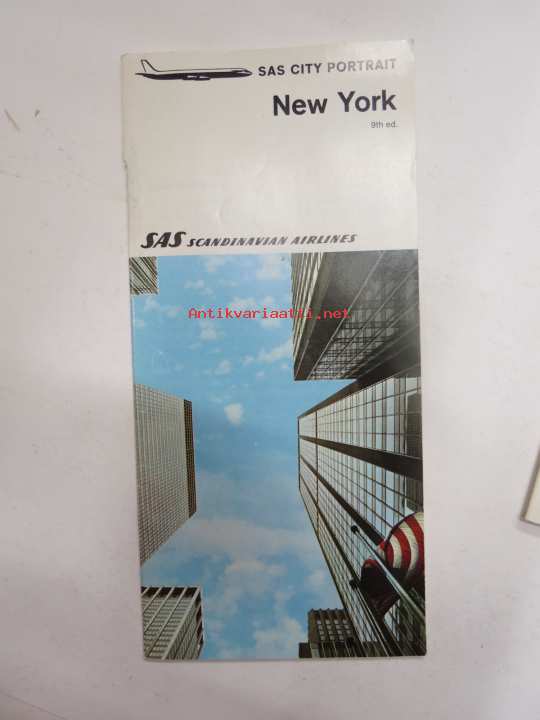 SAS CITY PORTRAIT
New York
9th ed.
SAS SCANDINAVIAN AIRLINES
Antikvariaatti.net